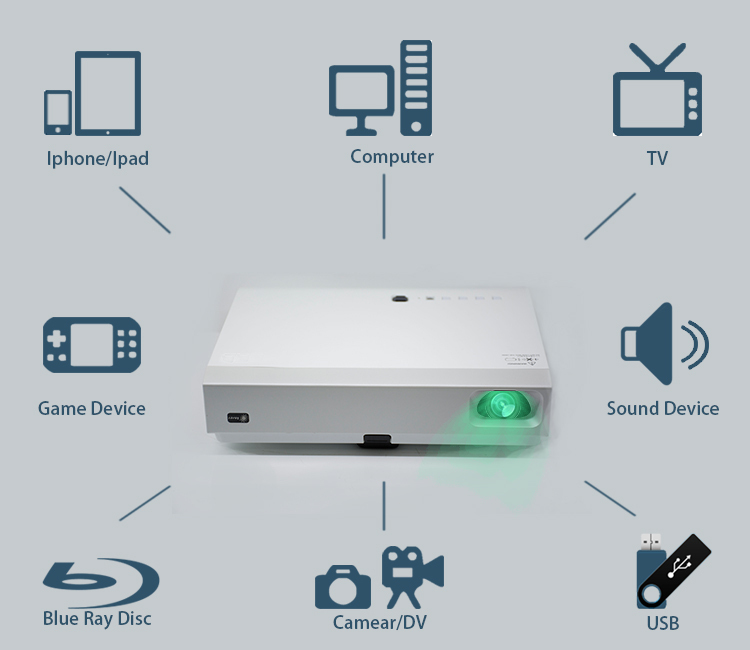 Iphone/Ipad
Computer
TV
Game Device
Sound Device
Blue Ray Disc
Camear/DV
USB